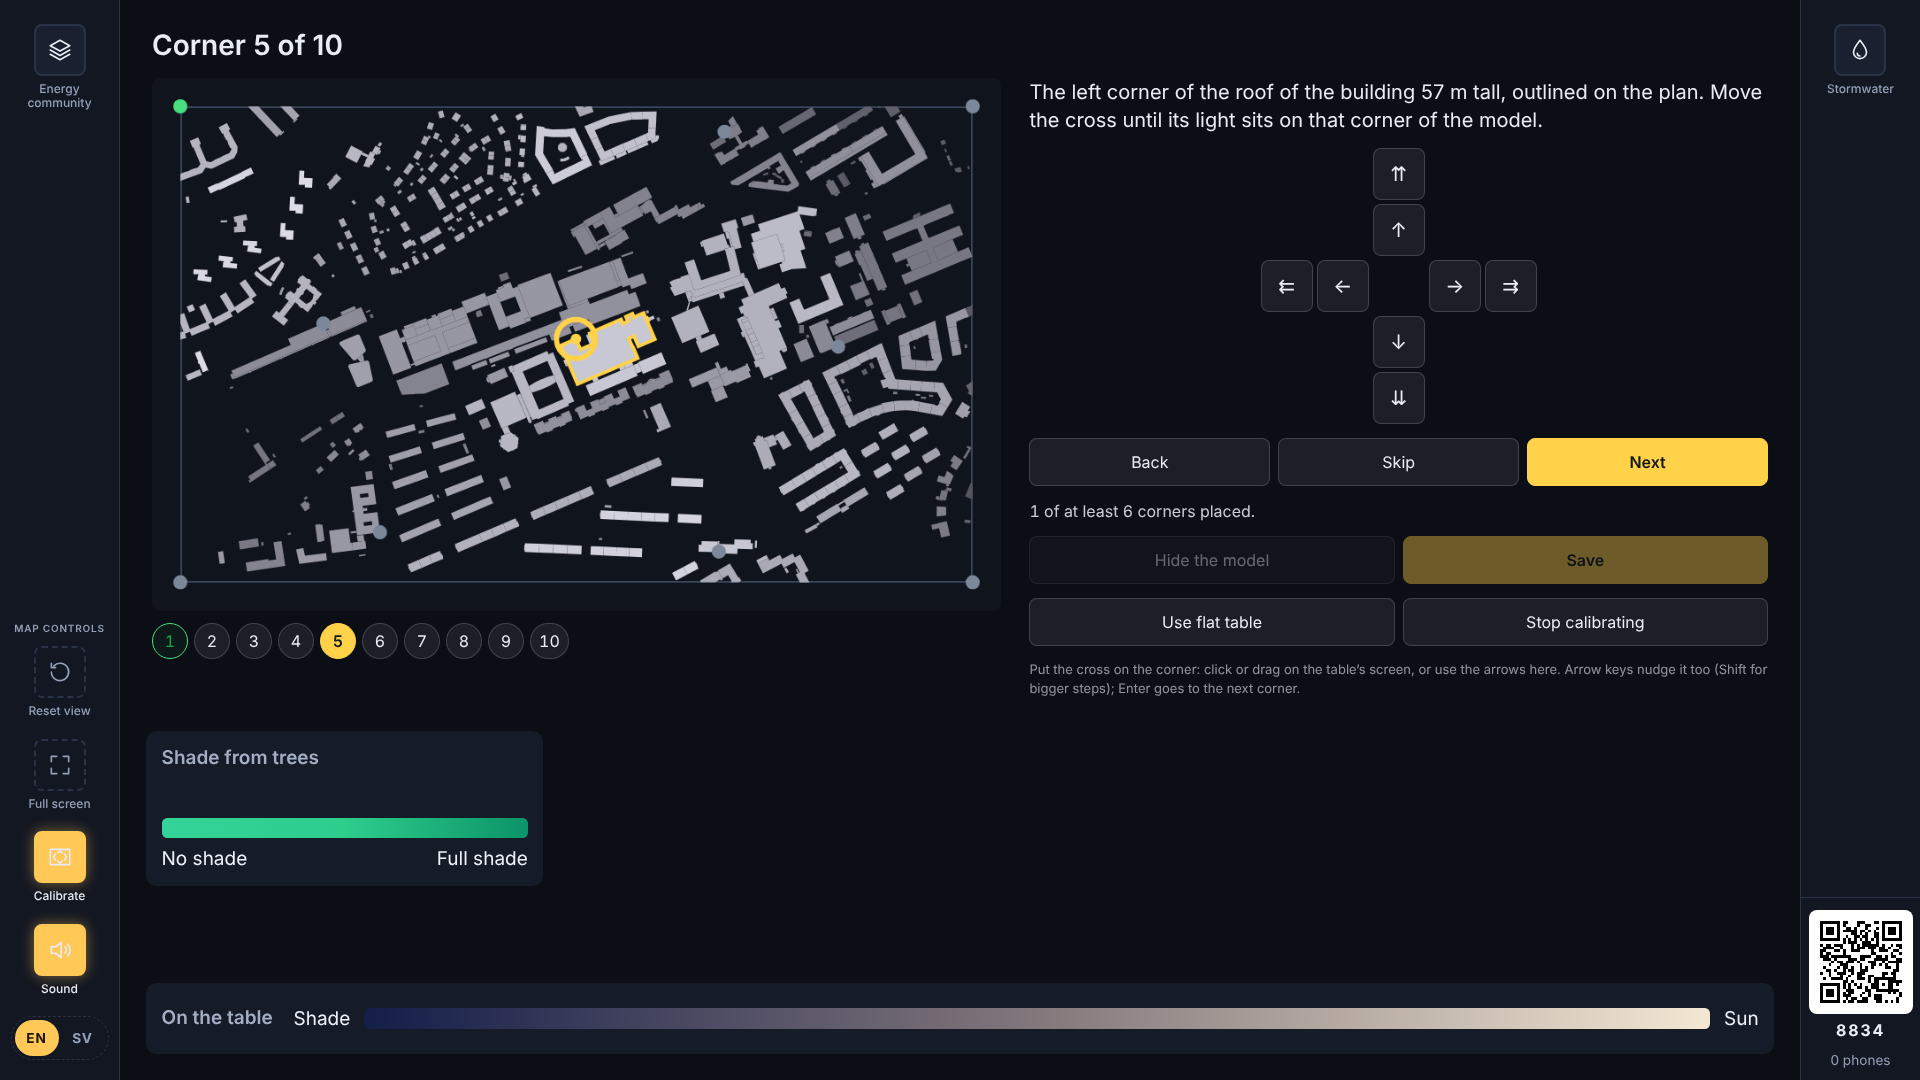 Energy
community
Corner 5 of 10
The left corner of the roof of the building 57 m tall, outlined on the plan. Move
the cross until its light sits on that corner of the model.
Back
Skip
Next
1 of at least 6 corners placed.
Hide the model
Save
Use flat table
Stop calibrating
Put the cross on the corner: click or drag on the table's screen, or use the arrows here. Arrow keys nudge it too (Shift for
bigger steps); Enter goes to the next corner.
1 2 3 4 5 6 7 8 9 10
MAP CONTROLS
Reset view
Full screen
Calibrate
Sound
EN SV
Shade from trees
No shade
Full shade
On the table
Shade
Sun
Stormwater
8834
0 phones